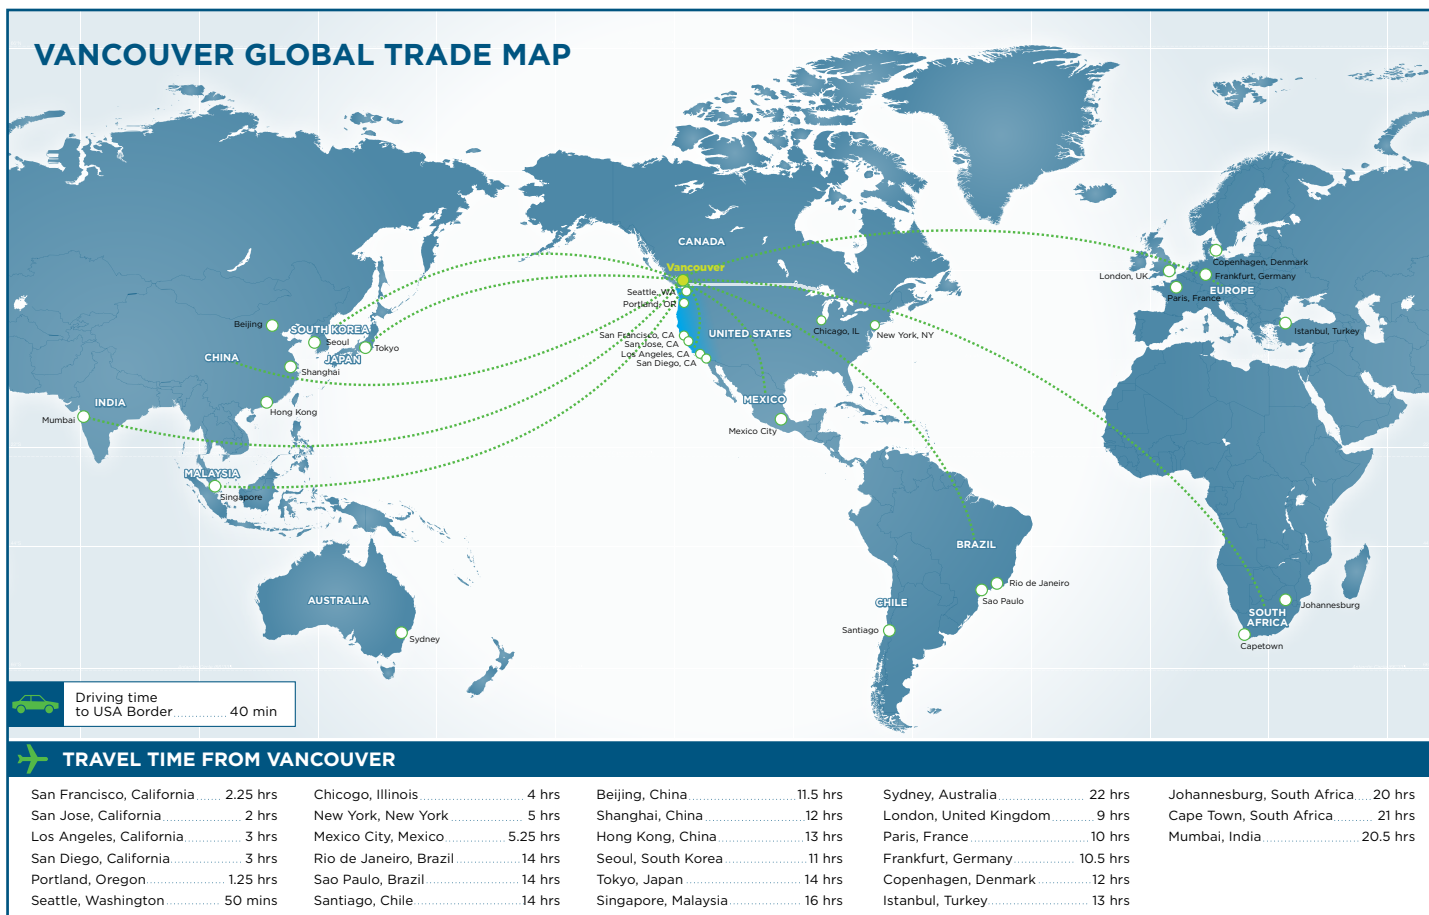 VANCOUVER GLOBAL TRADE MAP
CANADA
Vancouver
Seattle, WA
Portland, OR
San Francisco, CA
San Jose, CA
Los Angeles, CA
San Diego, CA
UNITED STATES
Chicago, IL
New York, NY
MEXICO
Mexico City
London, UK
Copenhagen, Denmark
Frankfurt, Germany
EUROPE
Paris, France
Istanbul, Turkey
Beijing
SOUTH KOREA
Seoul
JAPAN
Tokyo
CHINA
Shanghai
INDIA
Hong Kong
Mumbai
MALAYSIA
Singapore
AUSTRALIA
Sydney
BRAZIL
Rio de Janeiro
Sao Paulo
CHILE
Santiago
Johannesburg
SOUTH
AFRICA
Capetown
Driving time
to USA Border 40 min
TRAVEL TIME FROM VANCOUVER
San Francisco, California 2.25 hrs
San Jose, California 2 hrs
Los Angeles, California 3 hrs
San Diego, California 3 hrs
Portland, Oregon 1.25 hrs
Seattle, Washington 50 mins
Chicogo, Illinois 4 hrs
New York, New York 5 hrs
Mexico City, Mexico 5.25 hrs
Rio de Janeiro, Brazil 14 hrs
Sao Paulo, Brazil 14 hrs
Santiago, Chile 14 hrs
Beijing, China 11.5 hrs
Shanghai, China 12 hrs
Hong Kong, China 13 hrs
Seoul, South Korea 11 hrs
Tokyo, Japan 14 hrs
Singapore, Malaysia 16 hrs
Sydney, Australia 22 hrs
London, United Kingdom 9 hrs
Paris, France 10 hrs
Frankfurt, Germany 10.5 hrs
Copenhagen, Denmark 12 hrs
Istanbul, Turkey 13 hrs
Johannesburg, South Africa 20 hrs
Cape Town, South Africa 21 hrs
Mumbai, India 20.5 hrs